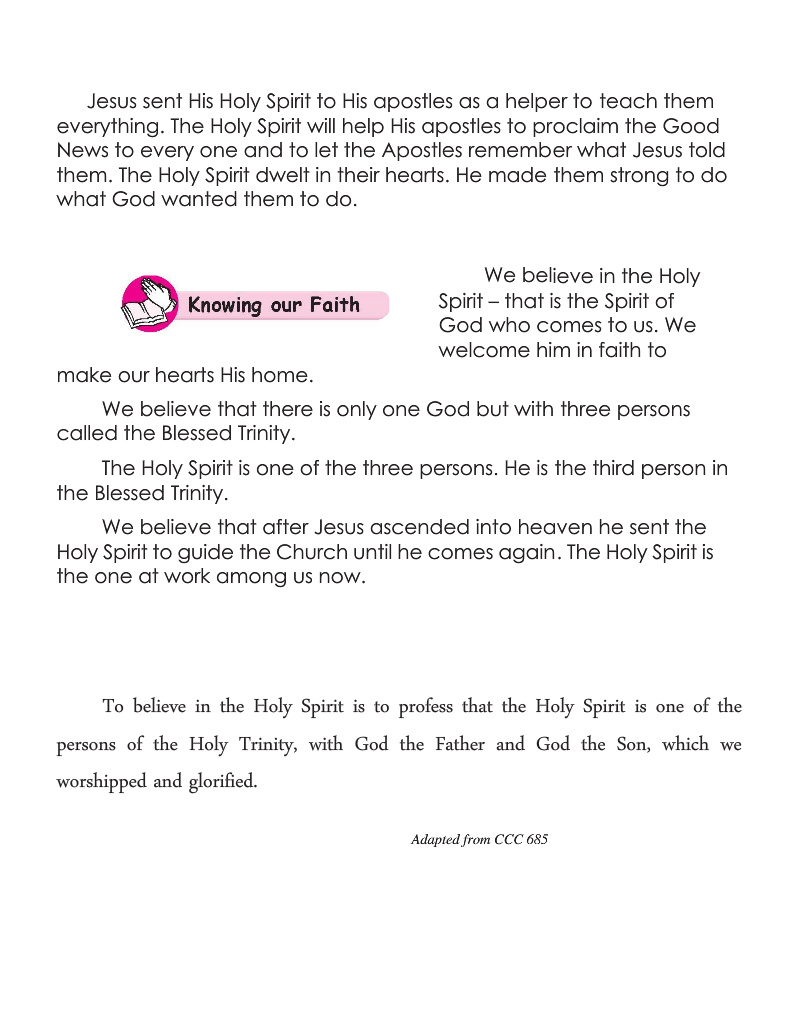 Jesus sent His Holy Spirit to His apostles as a helper to teach them
everything. The Holy Spirit will help His apostles to proclaim the Good
News to every one and to let the Apostles remember what Jesus told
them. The Holy Spirit dwelt in their hearts. He made them strong to do
what God wanted them to do.
Knowing our Faith
We believe in the Holy
Spirit – that is the Spirit of
God who comes to us. We
welcome him in faith to
make our hearts His home.
We believe that there is only one God but with three persons
called the Blessed Trinity.
The Holy Spirit is one of the three persons. He is the third person in
the Blessed Trinity.
We believe that after Jesus ascended into heaven he sent the
Holy Spirit to guide the Church until he comes again. The Holy Spirit is
the one at work among us now.
To believe in the Holy Spirit is to profess that the Holy Spirit is one of the
persons of the Holy Trinity, with God the Father and God the Son, which we
worshipped and glorified.
Adapted from CCC 685